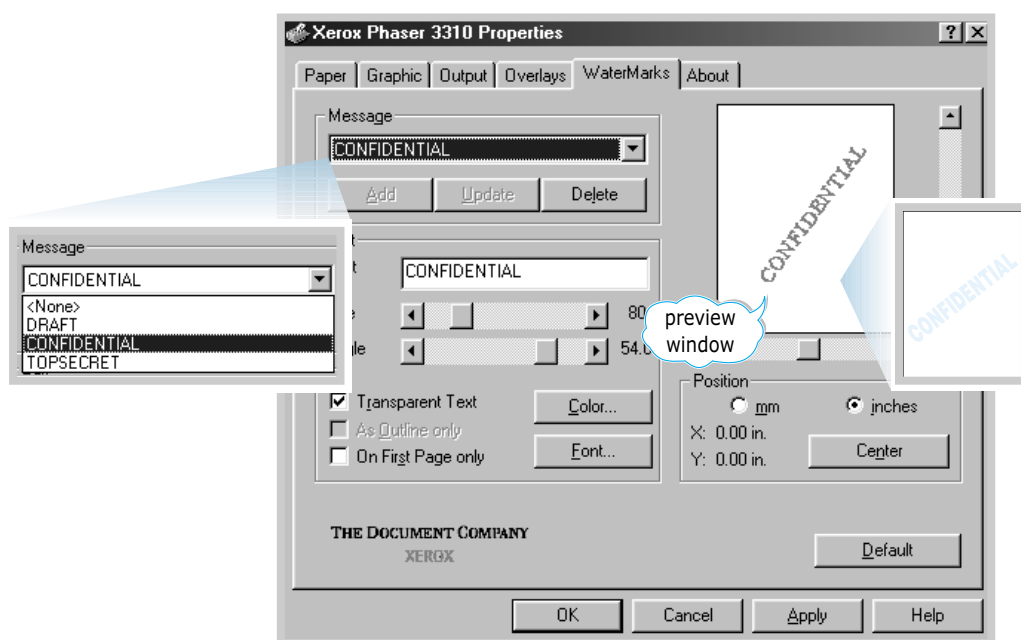 Xerox Phaser 3310 Properties
? X
Paper Graphic Output Overlays WaterMarks About
Message
CONFIDENTIAL
Add Update Delete
CONFIDENTIAL
Message
CONFIDENTIAL
<None>
DRAFT
CONFIDENTIAL
TOPSECRET
CONFIDENTIAL
80
54.0
preview
window
CONFIDENTIAL
Transparent Text Color...
As Outline only
On First Page only Font...
Position
mm inches
X: 0.00 in.
Y: 0.00 in. Center
THE DOCUMENT COMPANY
XEROX
Default
OK Cancel Apply Help